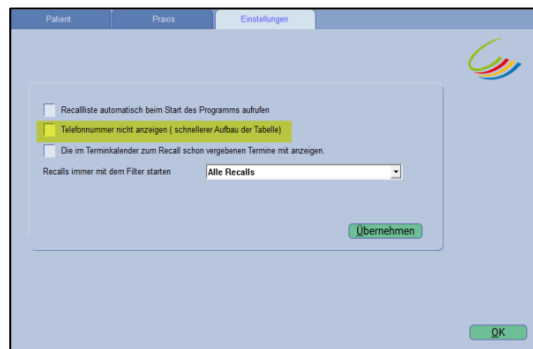 Patient Praxis Einstellungen
Recallliste automatisch beim Start des Programms aufrufen
Telefonnummer nicht anzeigen ( schnellerer Aufbau der Tabelle)
Die im Terminkalender zum Recall schon vergebenen Termine mit anzeigen.
Recalls immer mit dem Filter starten Alle Recalls
Übernehmen
OK